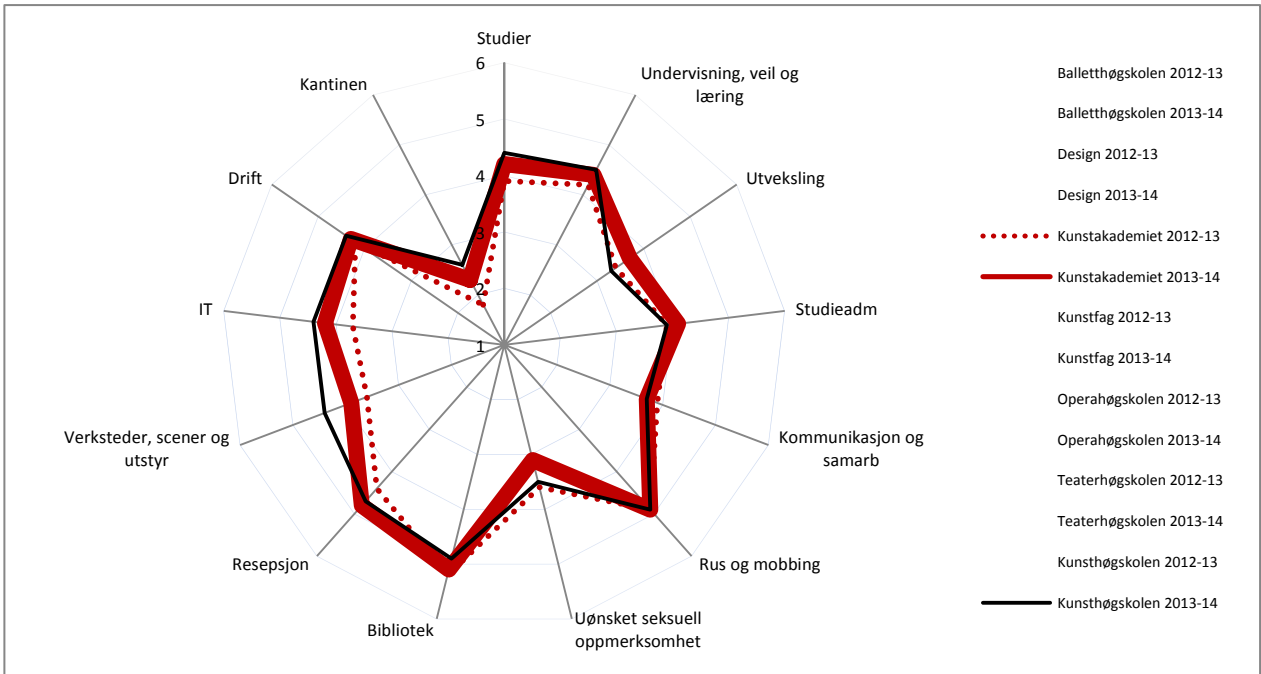 Studier
Undervisning, veil og
læring
Utveksling
Studieadm
Kommunikasjon og
samarb
Rus og mobbing
Uønsket seksuell
oppmerksomhet
Bibliotek
Resepsjon
Verksteder, scener og
utstyr
IT
Drift
Kantinen
6
5
4
3
2
1
Balletthøgskolen 2012-13
Balletthøgskolen 2013-14
Design 2012-13
Design 2013-14
Kunstakademiet 2012-13
Kunstakademiet 2013-14
Kunstfag 2012-13
Kunstfag 2013-14
Operahøgskolen 2012-13
Operahøgskolen 2013-14
Teaterhøgskolen 2012-13
Teaterhøgskolen 2013-14
Kunsthøgskolen 2012-13
Kunsthøgskolen 2013-14